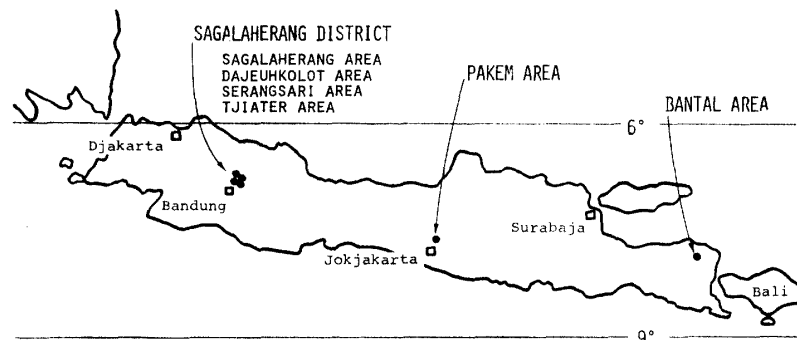 SAGALAHERANG DISTRICT
SAGALAHERANG AREA
DAJEUHKOLOT AREA
SERANGSARI AREA
TJIATER AREA
PAKEM AREA
BANTAL AREA
6°
Djakarta
Bandung
Surabaja
Jokjakarta
Bali
9°